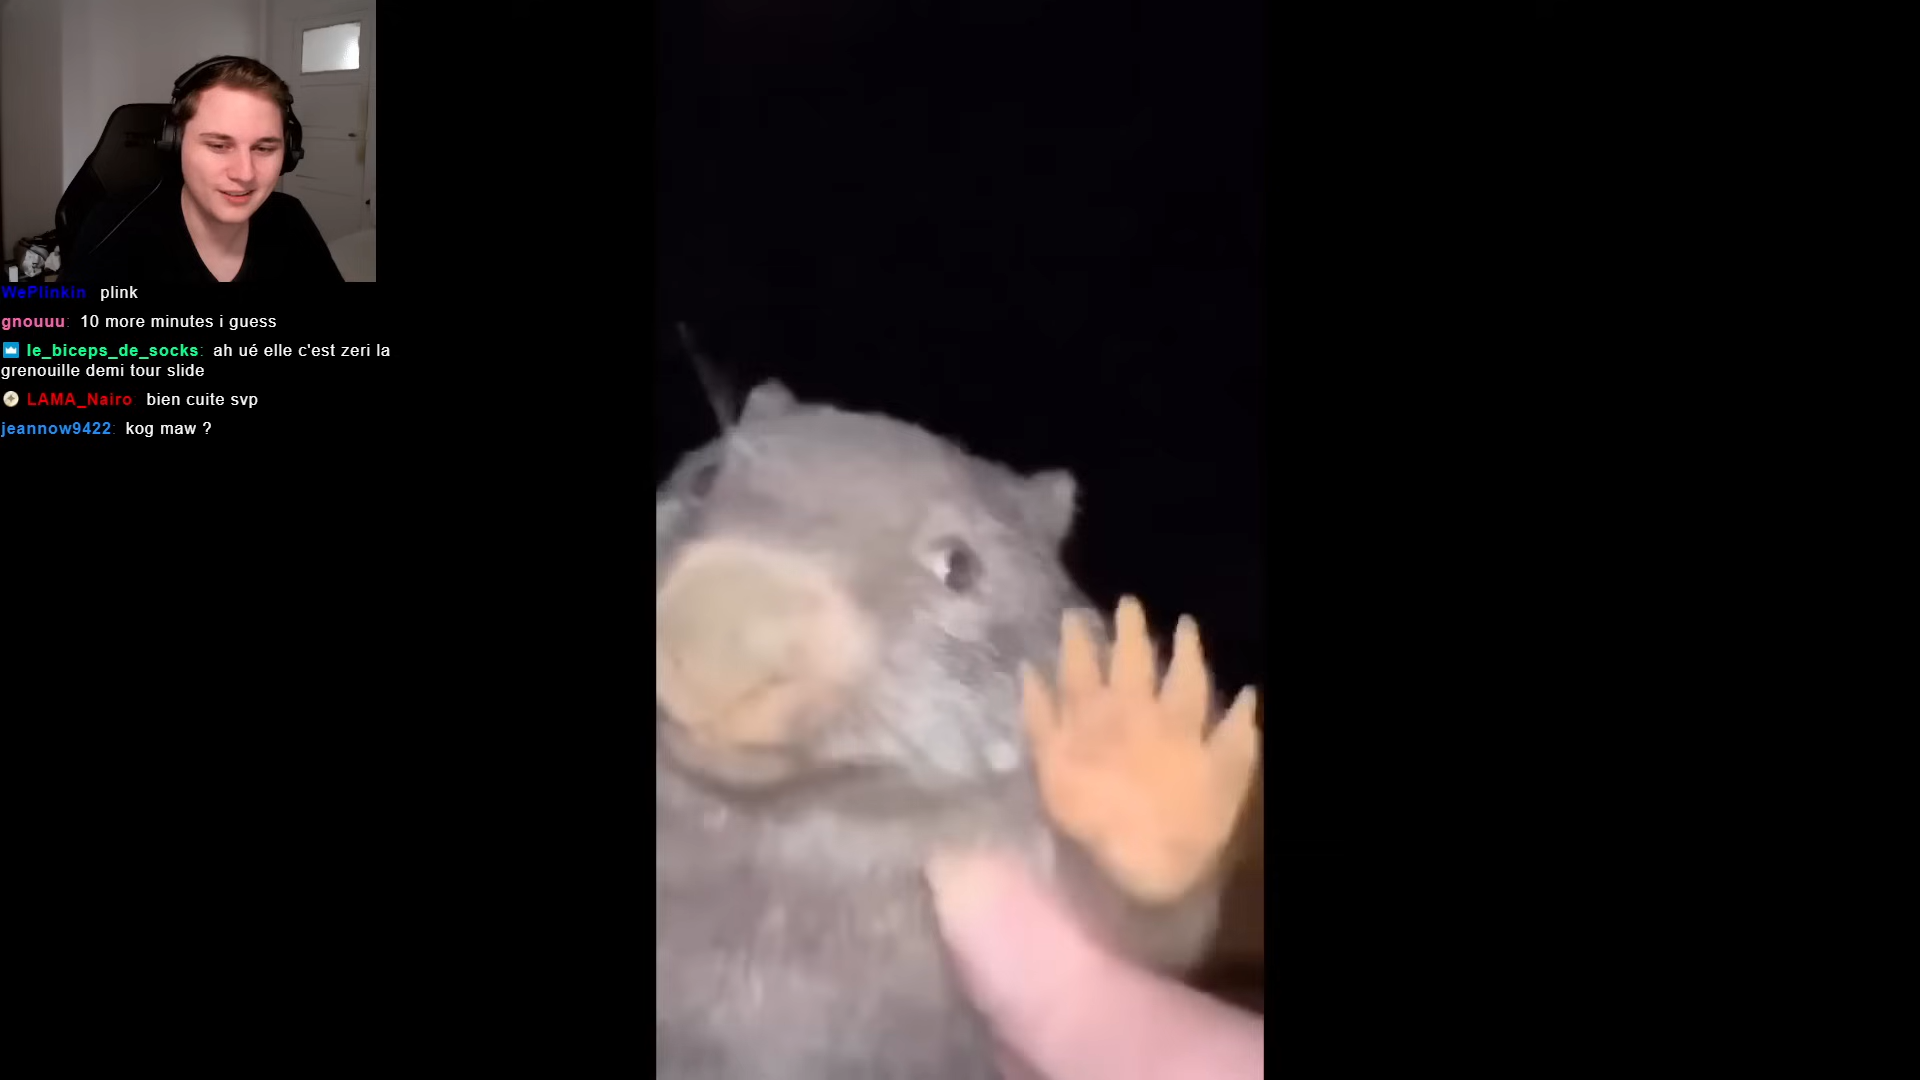 WePlinkin plink
gnouuu: 10 more minutes i guess
le_biceps_de_socks: ah ué elle c'est zeri la
grenouille demi tour slide
LAMA_Nairo bien cuite svp
jeannow9422: kog maw ?